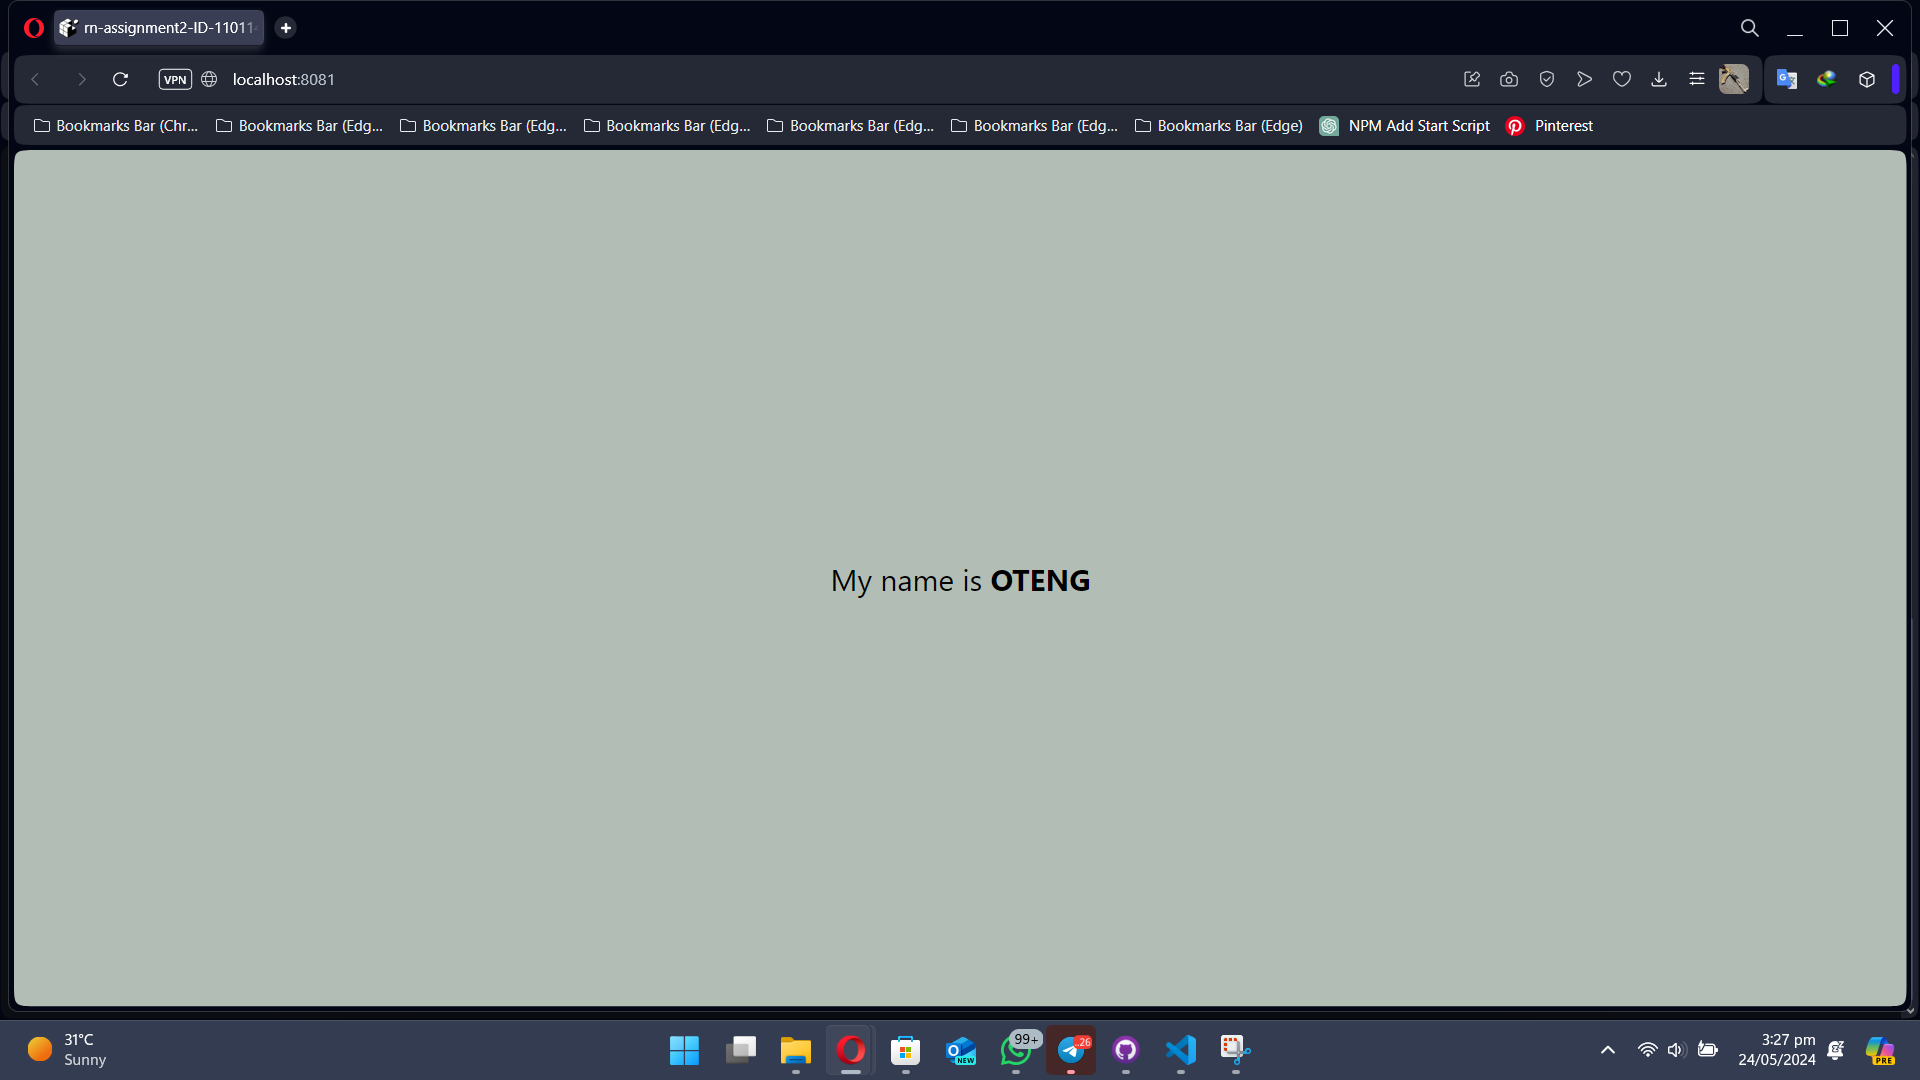 rn-assignment2-ID-11011
VPN
localhost:8081
Bookmarks Bar (Chr...
Bookmarks Bar (Edg...
Bookmarks Bar (Edg...
Bookmarks Bar (Edg...
Bookmarks Bar (Edg...
Bookmarks Bar (Edg...
Bookmarks Bar (Edge)
NPM Add Start Script
Pinterest
My name is OTENG
31°C
Sunny
NEW
99+
.26
3:27 pm
24/05/2024
PRE